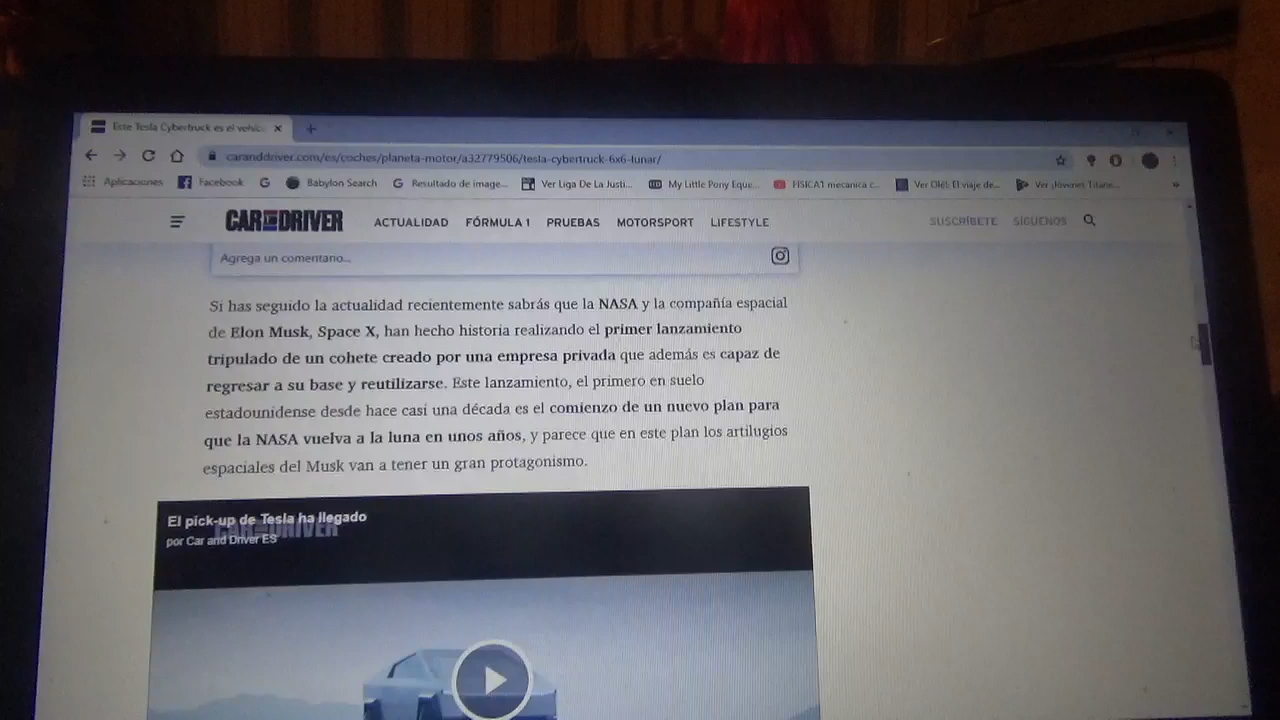 Este Tesla Cybertruck es el vehíc...
caranddriver.com/es/coches/planeta-motor/a32779506/tesla-cybertruck-6x6-lunar/
Aplicaciones Facebook Babylon Search Resultado de image... Ver Liga De La Justi... My Little Pony Eque... FISICA1 mecanica c... Ver Olé!: El viaje de... Ver ¡Jóvenes Titane... »
CAR AND DRIVER ACTUALIDAD FÓRMULA 1 PRUEBAS MOTORSPORT LIFESTYLE SUSCRÍBETE SÍGUENOS
Agrega un comentario...
Si has seguido la actualidad recientemente sabrás que la NASA y la compañía espacial
de Elon Musk, Space X, han hecho historia realizando el primer lanzamiento
tripulado de un cohete creado por una empresa privada que además es capaz de
regresar a su base y reutilizarse. Este lanzamiento, el primero en suelo
estadounidense desde hace casi una década es el comienzo de un nuevo plan para
que la NASA vuelva a la luna en unos años, y parece que en este plan los artilugios
espaciales del Musk van a tener un gran protagonismo.
El pick-up de Tesla ha llegado
CAR AND DRIVER
por Car and Driver ES